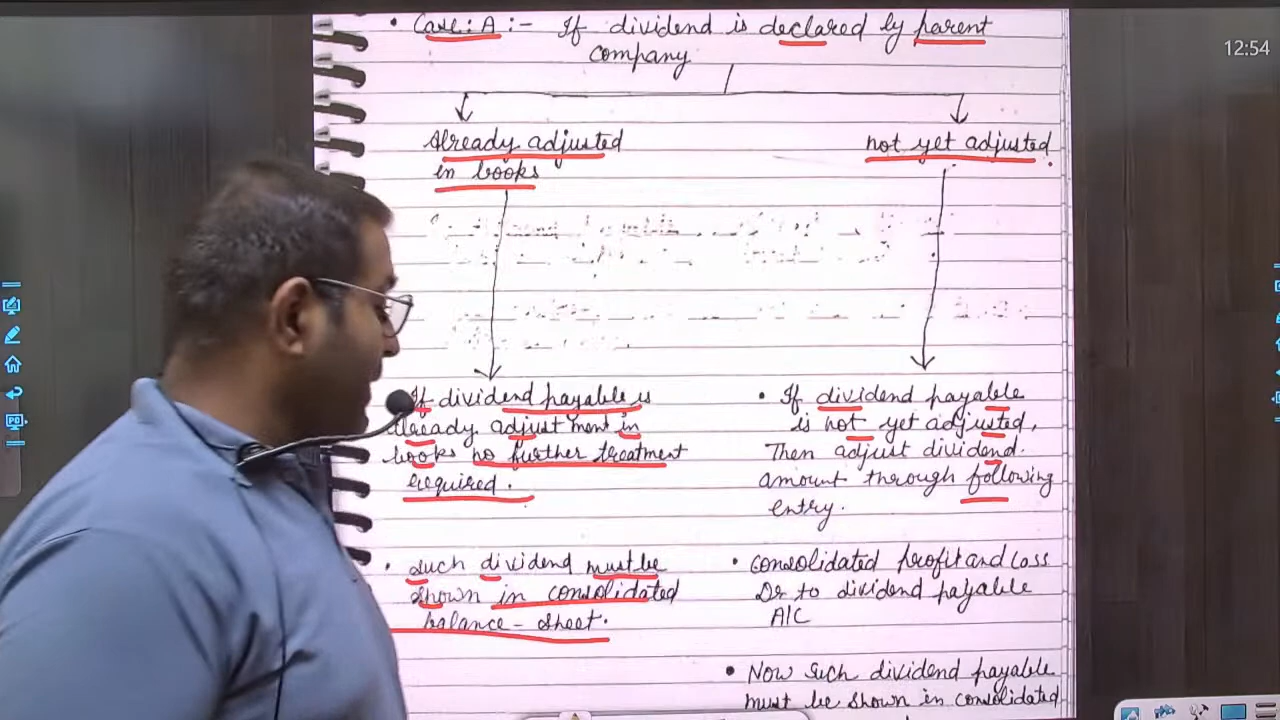 • Case: A :- If dividend is declared by parent
company
Already adjusted
in books
not yet adjusted.
If dividend payable is
already adjustment in
books no further treatment
required.
• such dividend must be
shown in consolidated
balance-sheet.
• If dividend payable
is not yet adjusted,
Then adjust dividend.
amount through following
entry.
• consolidated profit and loss
Dr to dividend payable
A/C
• Now such dividend payable
must be shown in consolidated
12:54